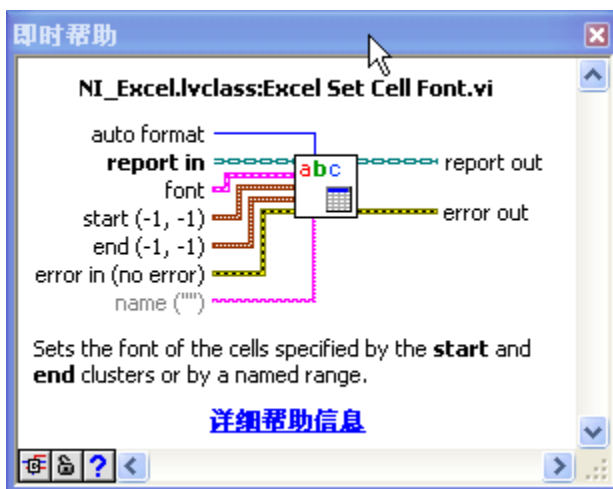 即时帮助
NI_Excel.lvclass:Excel Set Cell Font.vi
auto format
report in
report out
abc
font
start (-1, -1)
error out
end (-1, -1)
error in (no error)
name ("")
Sets the font of the cells specified by the start and
end clusters or by a named range.
详细帮助信息
?